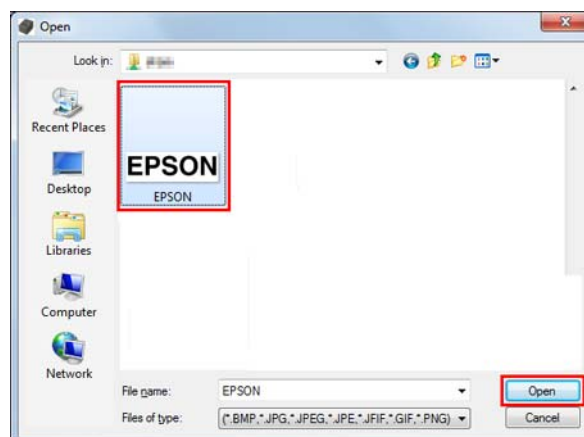 Open
Look in:
Recent Places
Desktop
Libraries
Computer
Network
EPSON
EPSON
File name: EPSON
Open
Files of type: (*.BMP,*.JPG,*.JPEG,*.JPE,*.JFIF,*.GIF,*.PNG)
Cancel